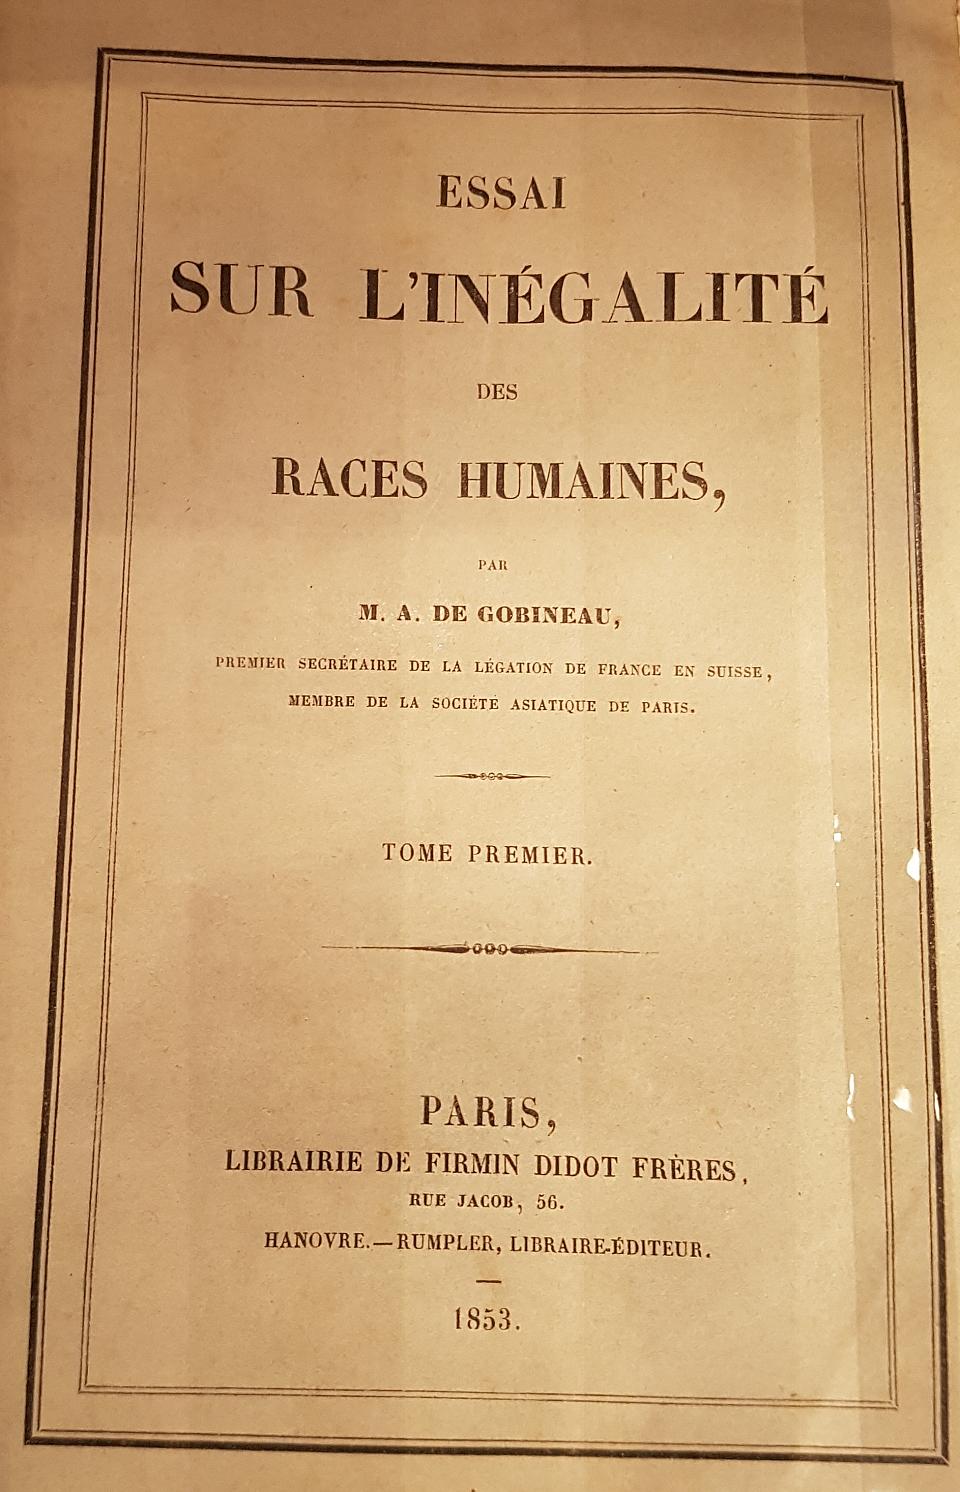 ESSAI
SUR L'INÉGALITÉ
DES
RACES HUMAINES,
PAR
M. A. DE GOBINEAU,
PREMIER SECRÉTAIRE DE LA LÉGATION DE FRANCE EN SUISSE,
MEMBRE DE LA SOCIÉTÉ ASIATIQUE DE PARIS.
TOME PREMIER.
PARIS,
LIBRAIRIE DE FIRMIN DIDOT FRÈRES,
RUE JACOB, 56.
HANOVRE.—RUMPLER, LIBRAIRE-ÉDITEUR.
1853.